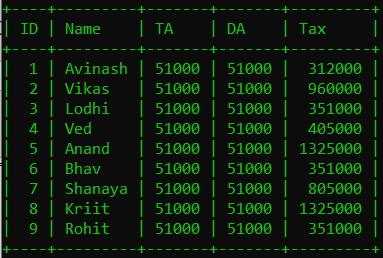 +----+---------+-------+-------+---------+
| ID | Name    | TA    | DA    | Tax     |
+----+---------+-------+-------+---------+
|  1 | Avinash | 51000 | 51000 |  312000 |
|  2 | Vikas   | 51000 | 51000 |  960000 |
|  3 | Lodhi   | 51000 | 51000 |  351000 |
|  4 | Ved     | 51000 | 51000 |  405000 |
|  5 | Anand   | 51000 | 51000 | 1325000 |
|  6 | Bhav    | 51000 | 51000 |  351000 |
|  7 | Shanaya | 51000 | 51000 |  805000 |
|  8 | Kriit   | 51000 | 51000 | 1325000 |
|  9 | Rohit   | 51000 | 51000 |  351000 |
+----+---------+-------+-------+---------+